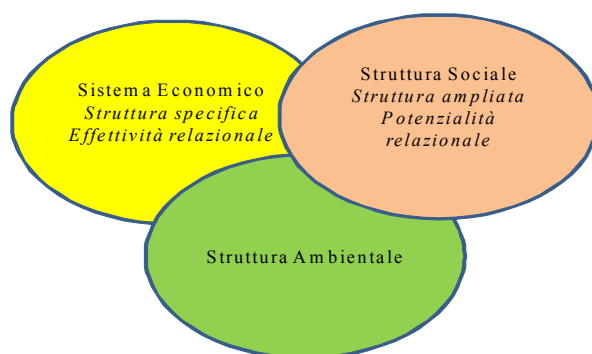 Sistema Economico
Struttura specifica
Effettività relazionale
Struttura Sociale
Struttura ampliata
Potenzialità
relazionale
Struttura Ambientale